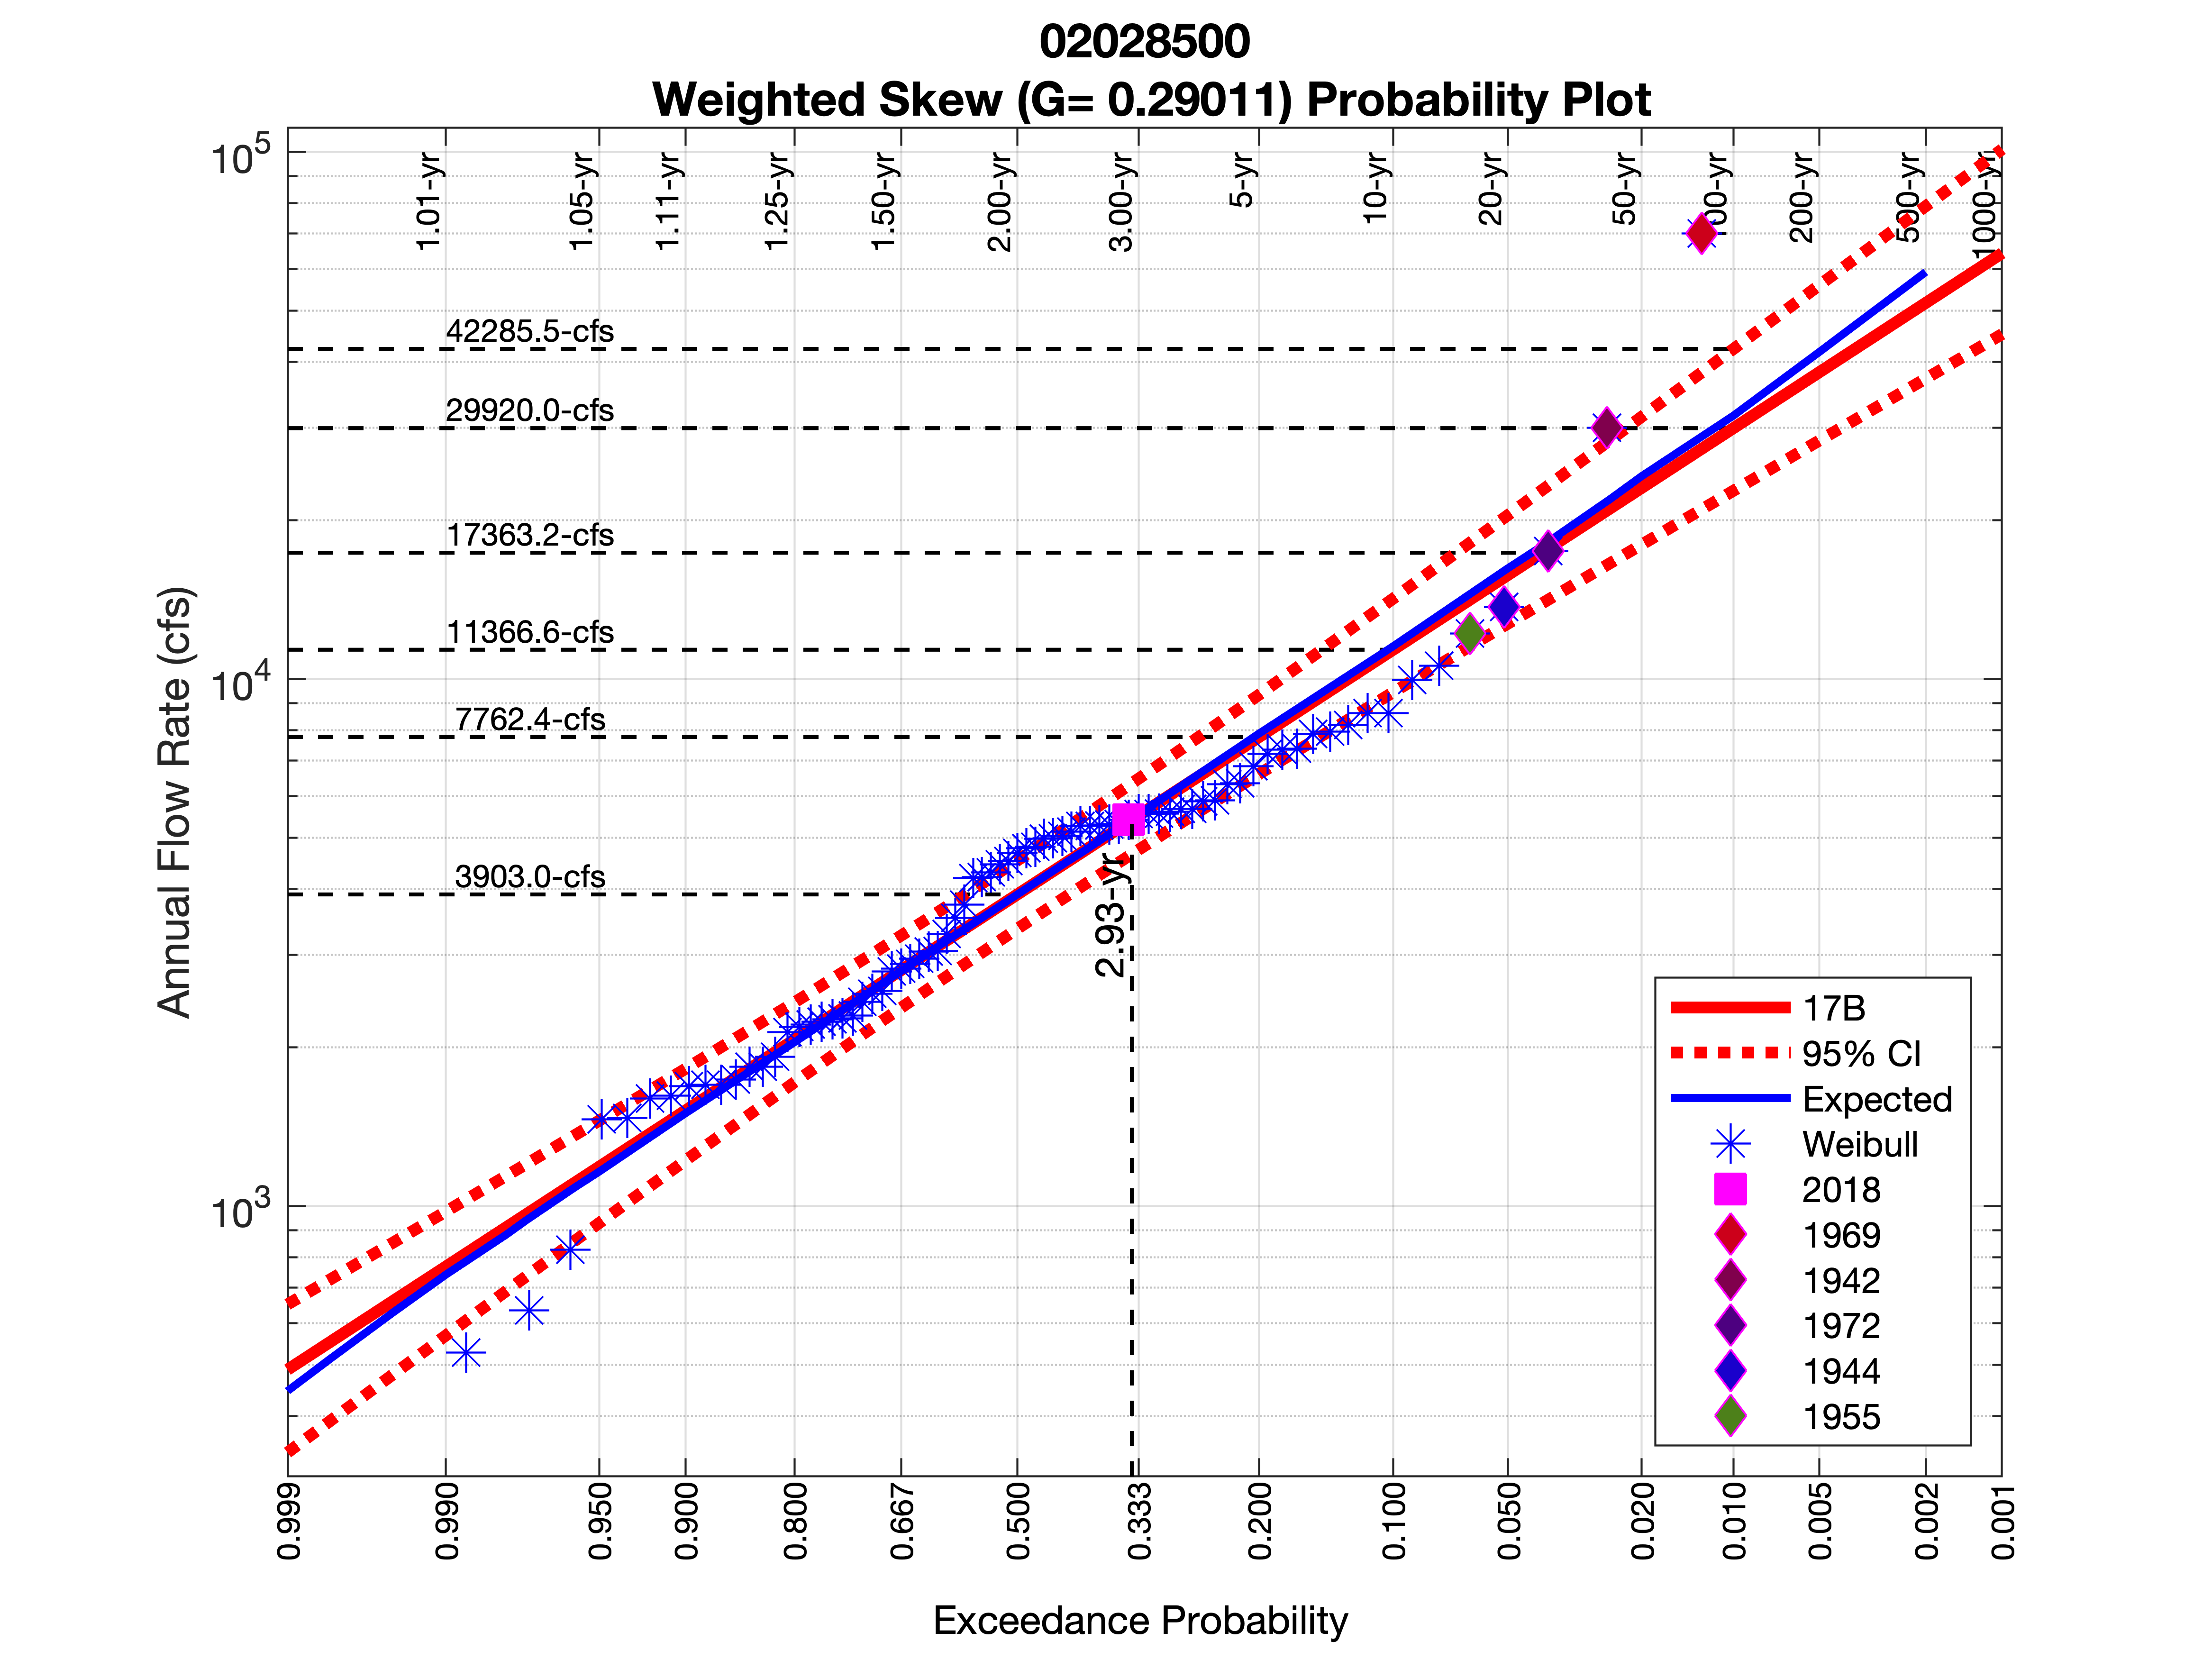 02028500
Weighted Skew (G= 0.29011) Probability Plot
10^5
10^4
10^3
Annual Flow Rate (cfs)
1.01-yr
1.05-yr
1.11-yr
1.25-yr
1.50-yr
2.00-yr
3.00-yr
5-yr
10-yr
20-yr
50-yr
100-yr
200-yr
500-yr
1000-yr
42285.5-cfs
29920.0-cfs
17363.2-cfs
11366.6-cfs
7762.4-cfs
3903.0-cfs
2.93-yr
17B
95% CI
Expected
Weibull
2018
1969
1942
1972
1944
1955
0.999
0.990
0.950
0.900
0.800
0.667
0.500
0.333
0.200
0.100
0.050
0.020
0.010
0.005
0.002
0.001
Exceedance Probability